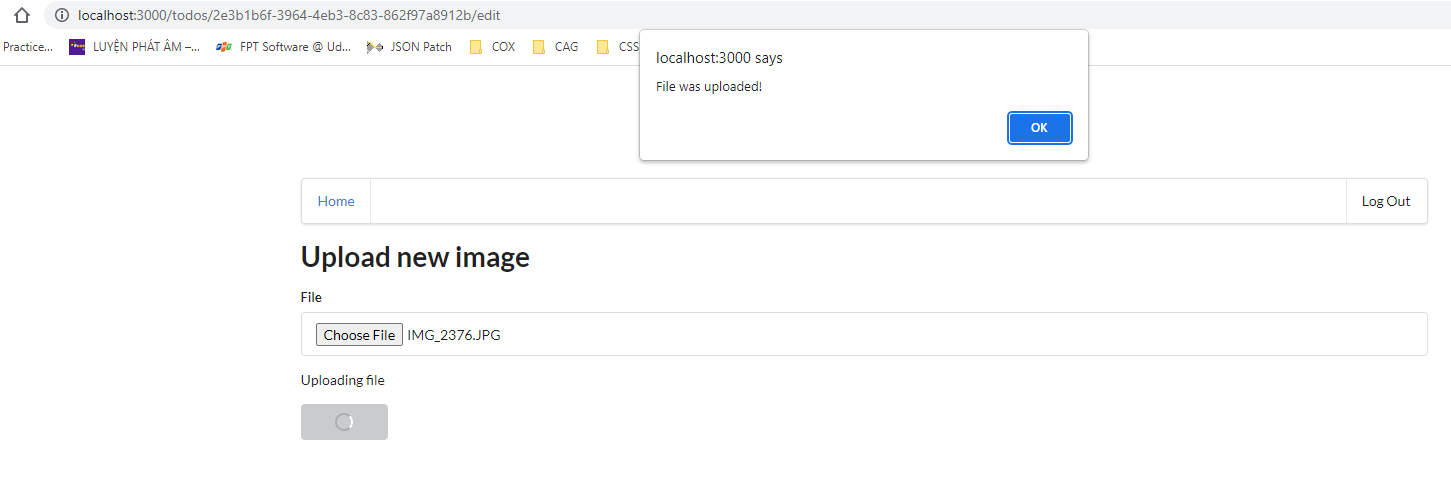 localhost:3000/todos/2e3b1b6f-3964-4eb3-8c83-862f97a8912b/edit
Practice... LUYỆN PHÁT ÂM –... FPT Software @ Ud... JSON Patch COX CAG CSS
localhost:3000 says
File was uploaded!
OK
Home Log Out
Upload new image
File
Choose File IMG_2376.JPG
Uploading file